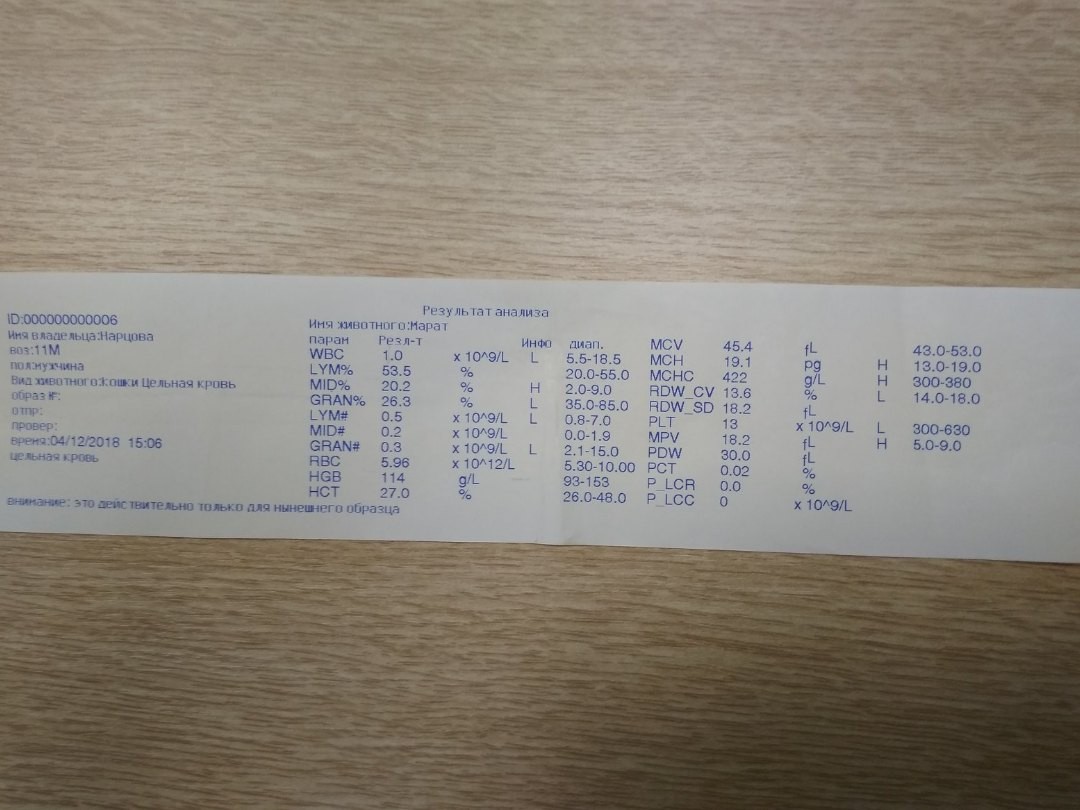 Результат анализа
ID:000000000006
Имя владельца:Нарцова
воз:11М
пол:мужчина
Вид животного:кошки Цельная кровь
образ №:
отпр:
провер:
время:04/12/2018 15:06
цельная кровь
Имя животного:Марат
парам Резл-т Инфо диап.
WBC 1.0 x 10^9/L L 5.5-18.5
LYM% 53.5 % 20.0-55.0
MID% 20.2 % H 2.0-9.0
GRAN% 26.3 % L 35.0-85.0
LYM# 0.5 x 10^9/L L 0.8-7.0
MID# 0.2 x 10^9/L 0.0-1.9
GRAN# 0.3 x 10^9/L L 2.1-15.0
RBC 5.96 x 10^12/L 5.30-10.00
HGB 114 g/L 93-153
HCT 27.0 % 26.0-48.0
MCV 45.4 fL 43.0-53.0
MCH 19.1 pg H 13.0-19.0
MCHC 422 g/L H 300-380
RDW_CV 13.6 % L 14.0-18.0
RDW_SD 18.2 fL
PLT 13 x 10^9/L L 300-630
MPV 18.2 fL H 5.0-9.0
PDW 30.0 fL
PCT 0.02 %
P_LCR 0.0 %
P_LCC 0 x 10^9/L
внимание: это действительно только для нынешнего образца